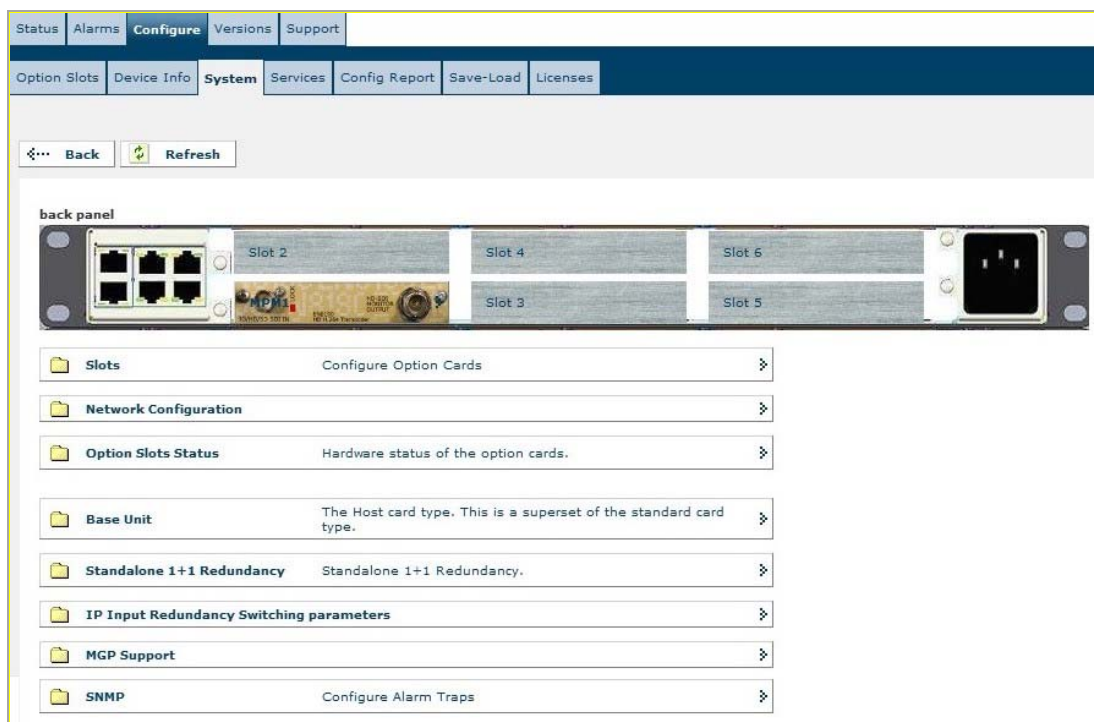 Status Alarms Configure Versions Support
Option Slots Device Info System Services Config Report Save-Load Licenses
Back Refresh
back panel
Slot 2 Slot 4 Slot 6
MPM1 Slot 3 Slot 5
HD-SDI
MONITOR
OUTPUT
Slots Configure Option Cards
Network Configuration
Option Slots Status Hardware status of the option cards.
Base Unit The Host card type. This is a superset of the standard card
type.
Standalone 1+1 Redundancy Standalone 1+1 Redundancy.
IP Input Redundancy Switching parameters
MGP Support
SNMP Configure Alarm Traps